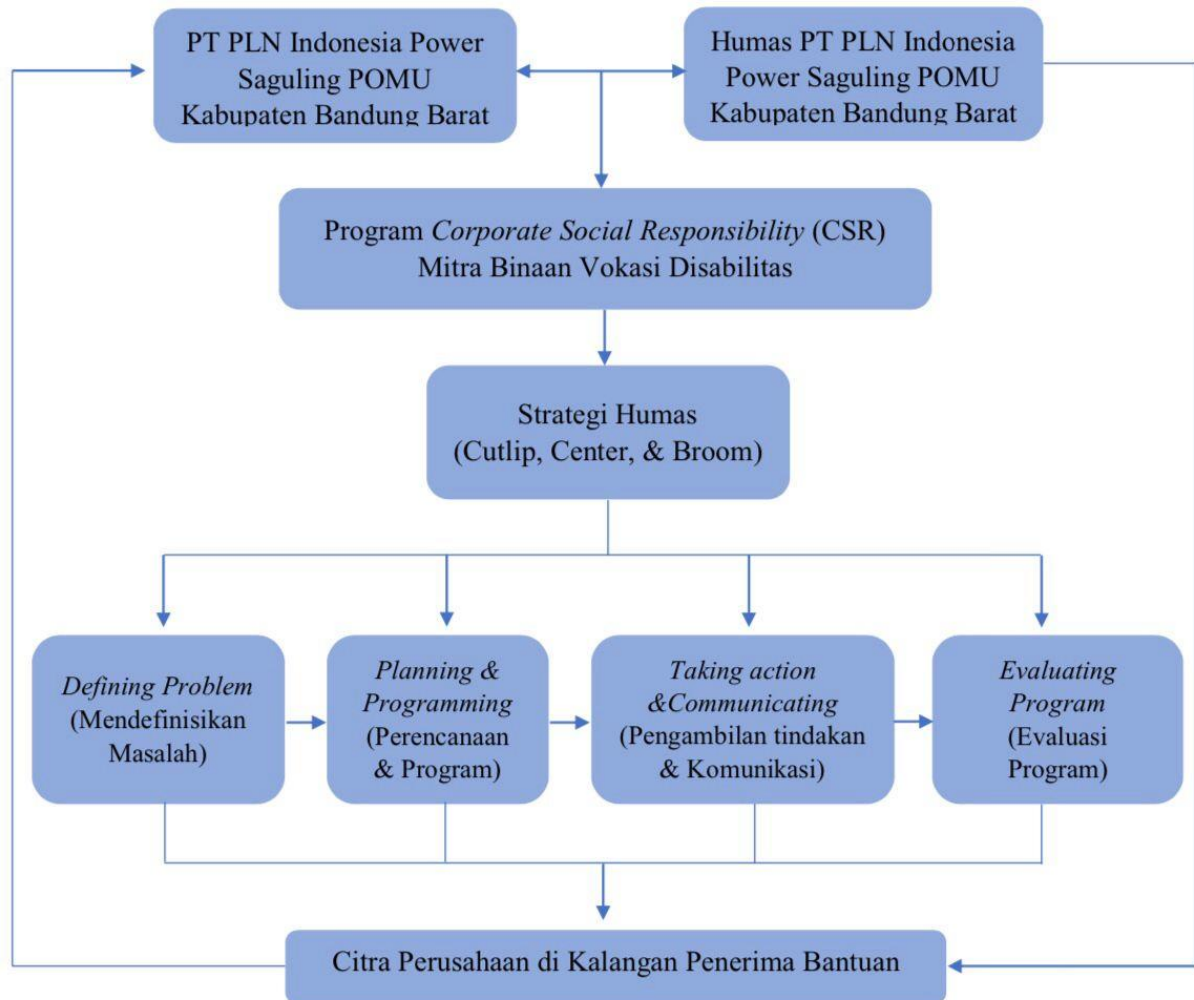 PT PLN Indonesia Power
Saguling POMU
Kabupaten Bandung Barat
Humas PT PLN Indonesia
Power Saguling POMU
Kabupaten Bandung Barat
Program Corporate Social Responsibility (CSR)
Mitra Binaan Vokasi Disabilitas
Strategi Humas
(Cutlip, Center, & Broom)
Defining Problem
(Mendefinisikan
Masalah)
Planning &
Programming
(Perencanaan
& Program)
Taking action
&Communicating
(Pengambilan tindakan
& Komunikasi)
Evaluating
Program
(Evaluasi
Program)
Citra Perusahaan di Kalangan Penerima Bantuan